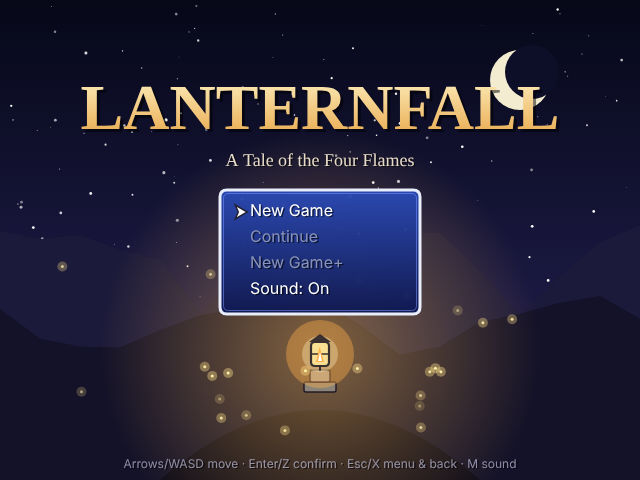 LANTERNFALL
A Tale of the Four Flames
New Game
Continue
New Game+
Sound: On
Arrows/WASD move · Enter/Z confirm · Esc/X menu & back · M sound